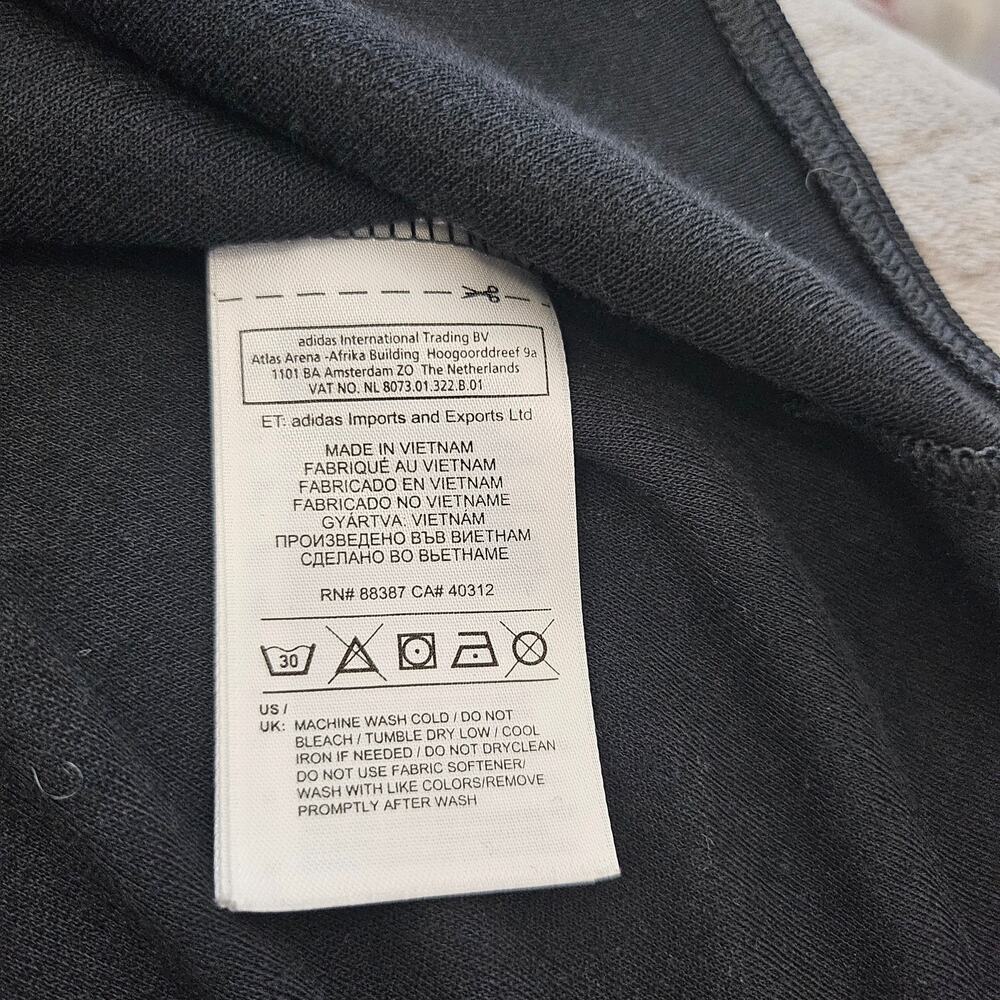 adidas International Trading BV
Atlas Arena -Afrika Building Hoogoorddreef 9a
1101 BA Amsterdam ZO The Netherlands
VAT NO. NL 8073.01.322.B.01
ET: adidas Imports and Exports Ltd
MADE IN VIETNAM
FABRIQUÉ AU VIETNAM
FABRICADO EN VIETNAM
FABRICADO NO VIETNAME
GYÁRTVA: VIETNÁM
ПРОИЗВЕДЕНО ВЪВ ВИЕТНАМ
СДЕЛАНО ВО ВЬЕТНАМЕ
RN# 88387 CA# 40312
30
US /
UK: MACHINE WASH COLD / DO NOT
BLEACH / TUMBLE DRY LOW / COOL
IRON IF NEEDED / DO NOT DRYCLEAN
DO NOT USE FABRIC SOFTENER/
WASH WITH LIKE COLORS/REMOVE
PROMPTLY AFTER WASH